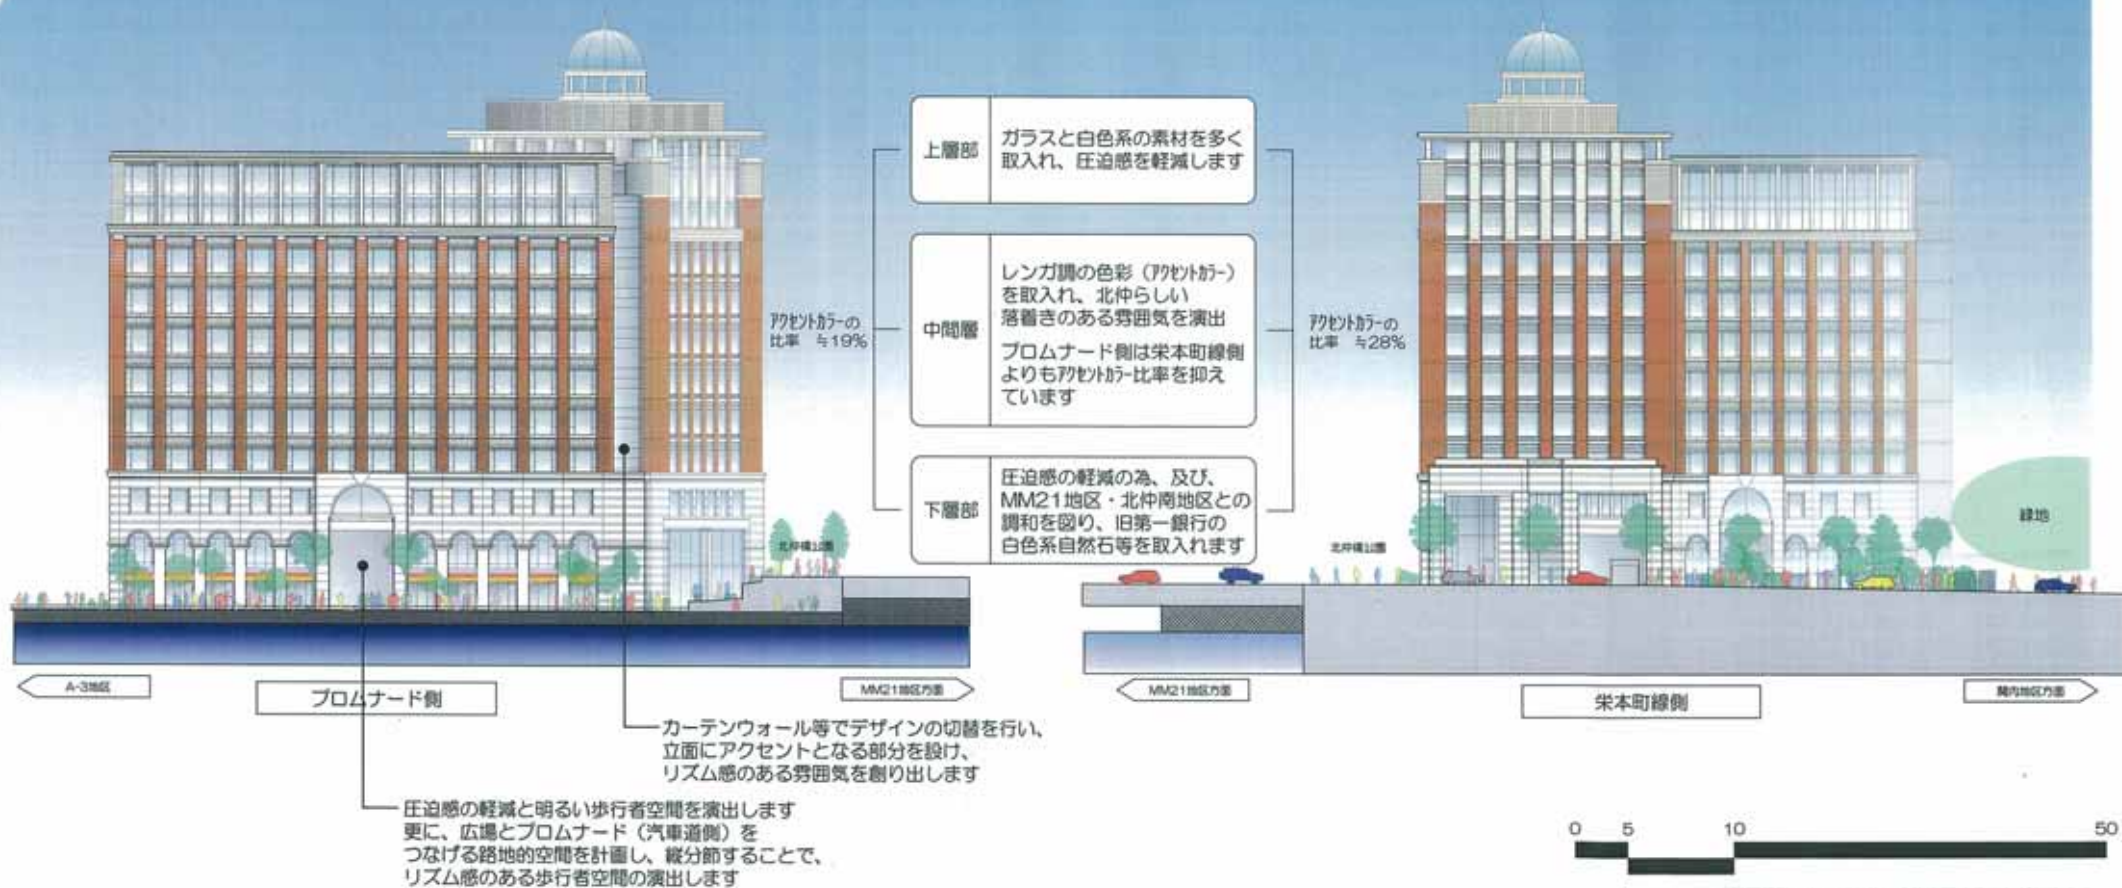 上層部
ガラスと白色系の素材を多く
取入れ、圧迫感を軽減します
中間層
レンガ調の色彩（ｱｸｾﾝﾄｶﾗｰ）
を取入れ、北仲らしい
落着きのある雰囲気を演出
プロムナード側は栄本町線側
よりもｱｸｾﾝﾄｶﾗｰ比率を抑え
ています
下層部
圧迫感の軽減の為、及び、
MM21地区・北仲南地区との
調和を図り、旧第一銀行の
白色系自然石等を取入れます
ｱｸｾﾝﾄｶﾗｰの
比率 ≒19%
ｱｸｾﾝﾄｶﾗｰの
比率 ≒28%
北仲橋公園
北仲橋公園
緑地
A-3地区
プロムナード側
MM21地区方面
MM21地区方面
栄本町線側
関内地区方面
カーテンウォール等でデザインの切替を行い、
立面にアクセントとなる部分を設け、
リズム感のある雰囲気を創り出します
圧迫感の軽減と明るい歩行者空間を演出します
更に、広場とプロムナード（汽車道側）を
つなげる路地的空間を計画し、縦分節することで、
リズム感のある歩行者空間の演出します
0 5 10 50